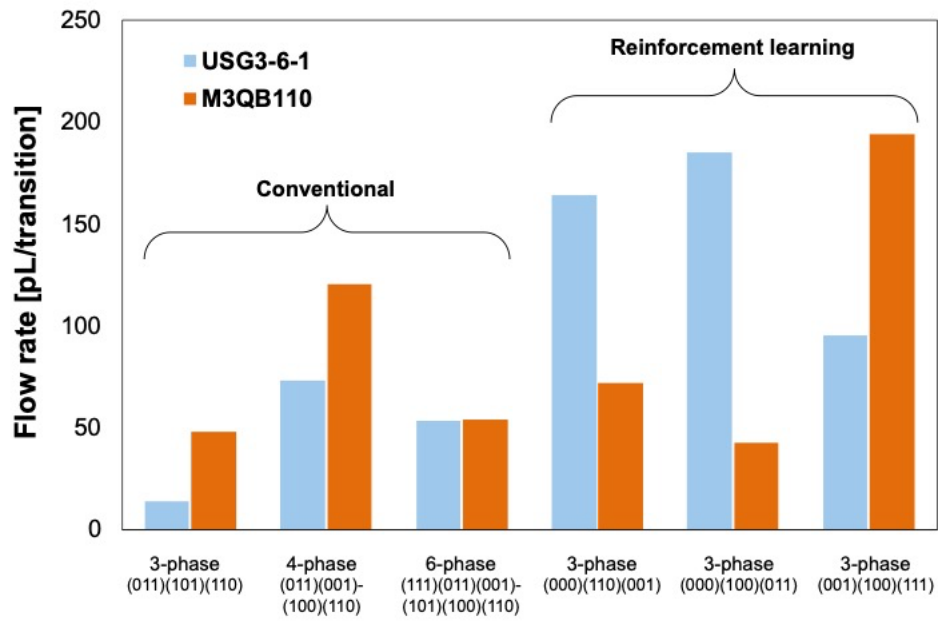 Flow rate [pL/transition]
250
200
150
100
50
0
USG3-6-1
M3QB110
Conventional
Reinforcement learning
3-phase
(011)(101)(110)
4-phase
(011)(001)-
(100)(110)
6-phase
(111)(011)(001)-
(101)(100)(110)
3-phase
(000)(110)(001)
3-phase
(000)(100)(011)
3-phase
(001)(100)(111)